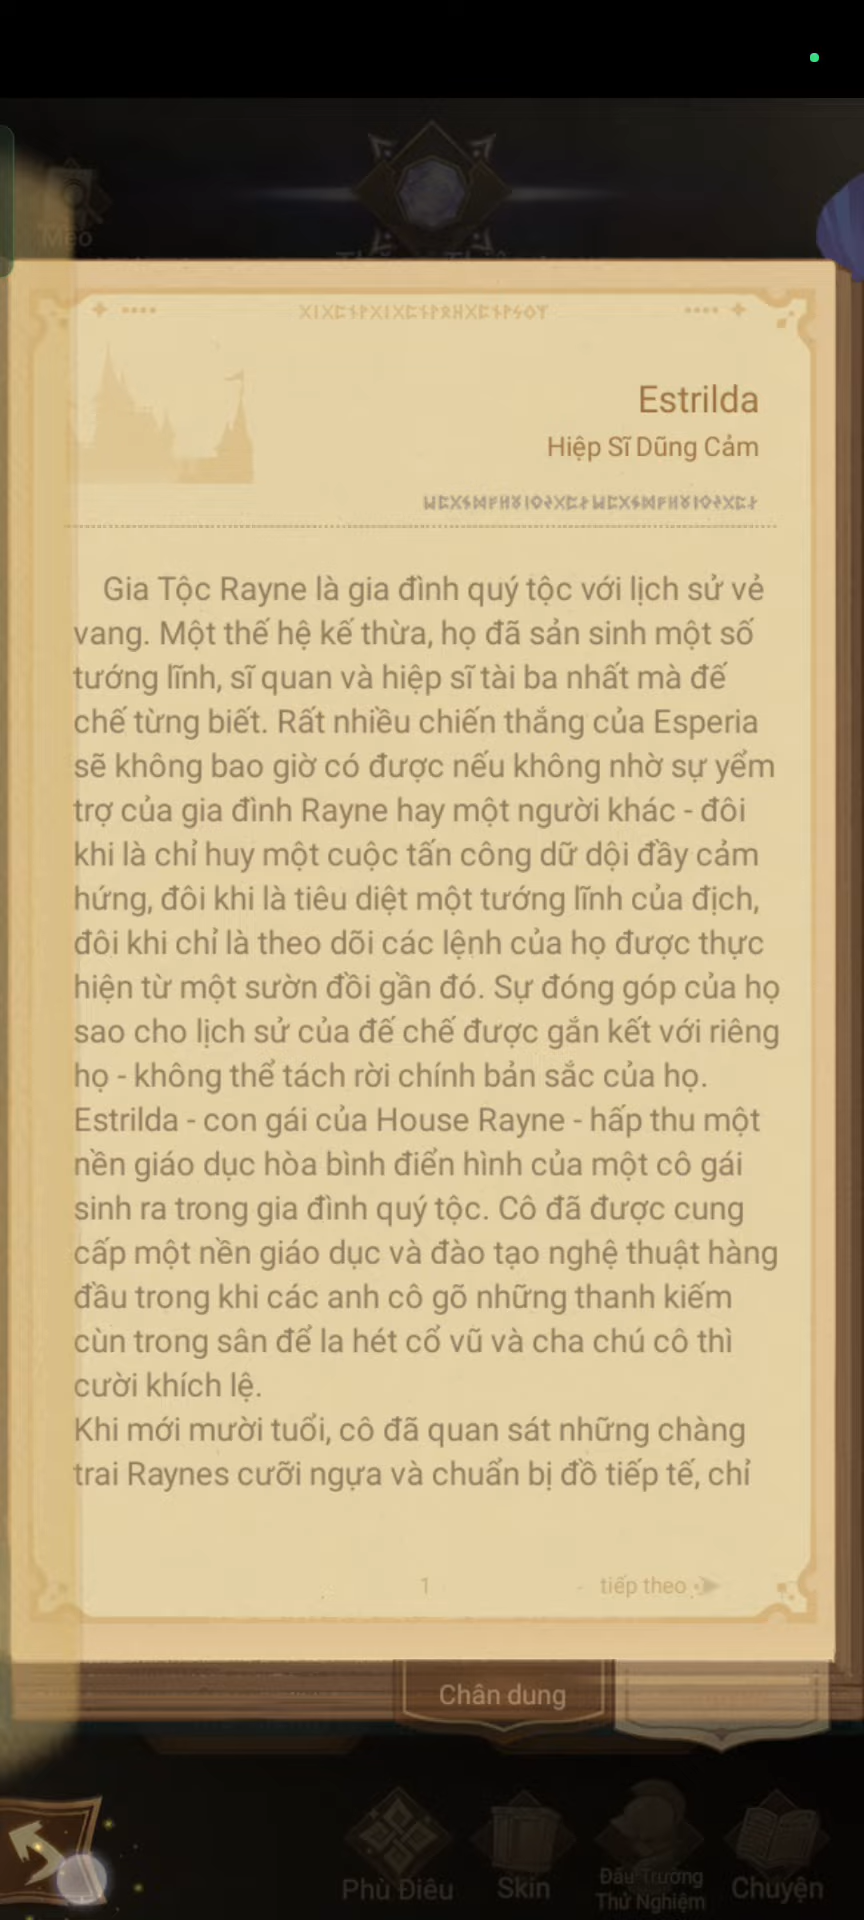 Mẽo
Estrilda
Hiệp Sĩ Dũng Cảm
Gia Tộc Rayne là gia đình quý tộc với lịch sử vẻ
vang. Một thế hệ kế thừa, họ đã sản sinh một số
tướng lĩnh, sĩ quan và hiệp sĩ tài ba nhất mà đế
chế từng biết. Rất nhiều chiến thắng của Esperia
sẽ không bao giờ có được nếu không nhờ sự yểm
trợ của gia đình Rayne hay một người khác - đôi
khi là chỉ huy một cuộc tấn công dữ dội đầy cảm
hứng, đôi khi là tiêu diệt một tướng lĩnh của địch,
đôi khi chỉ là theo dõi các lệnh của họ được thực
hiện từ một sườn đồi gần đó. Sự đóng góp của họ
sao cho lịch sử của đế chế được gắn kết với riêng
họ - không thể tách rời chính bản sắc của họ.
Estrilda - con gái của House Rayne - hấp thu một
nền giáo dục hòa bình điển hình của một cô gái
sinh ra trong gia đình quý tộc. Cô đã được cung
cấp một nền giáo dục và đào tạo nghệ thuật hàng
đầu trong khi các anh cô gõ những thanh kiếm
cùn trong sân để la hét cổ vũ và cha chú cô thì
cười khích lệ.
Khi mới mười tuổi, cô đã quan sát những chàng
trai Raynes cưỡi ngựa và chuẩn bị đồ tiếp tế, chỉ
1
tiếp theo
Chân dung
Phù Điêu
Skin
Đấu Trường
Thử Nghiệm
Chuyện